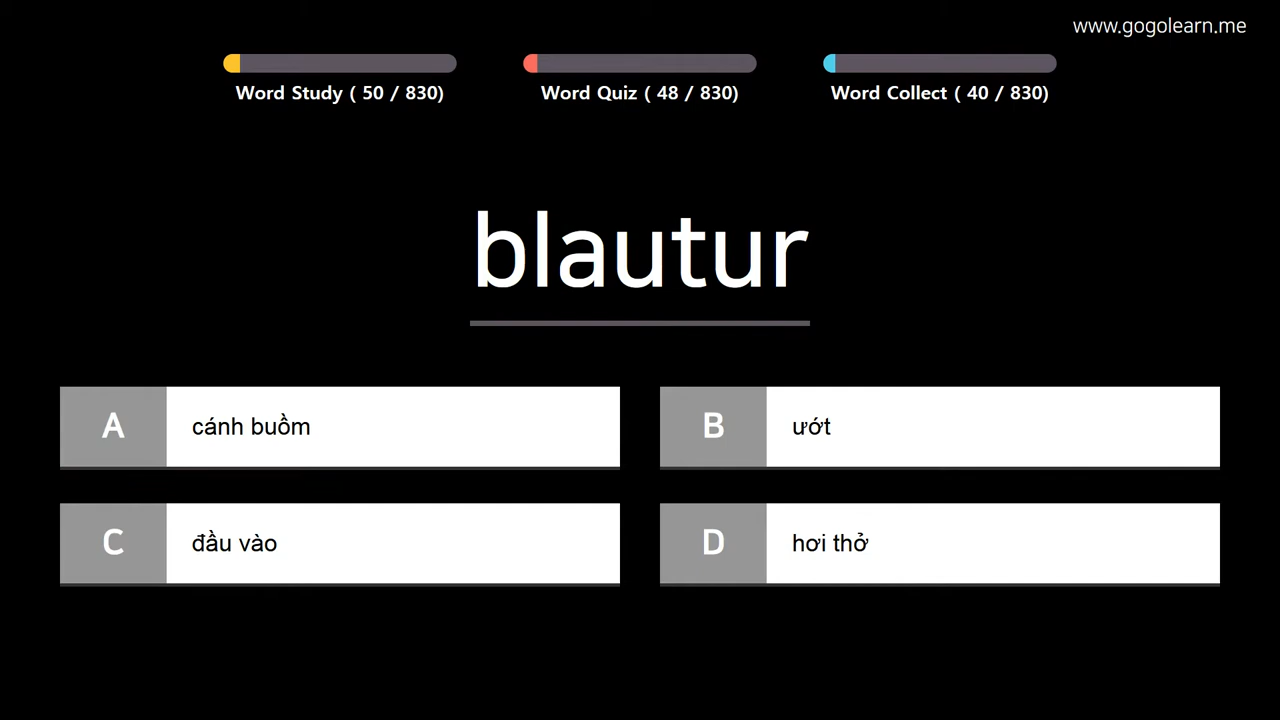 www.gogolearn.me
Word Study ( 50 / 830)
Word Quiz ( 48 / 830)
Word Collect ( 40 / 830)
blautur
A cánh buồm
B ướt
C đầu vào
D hơi thở